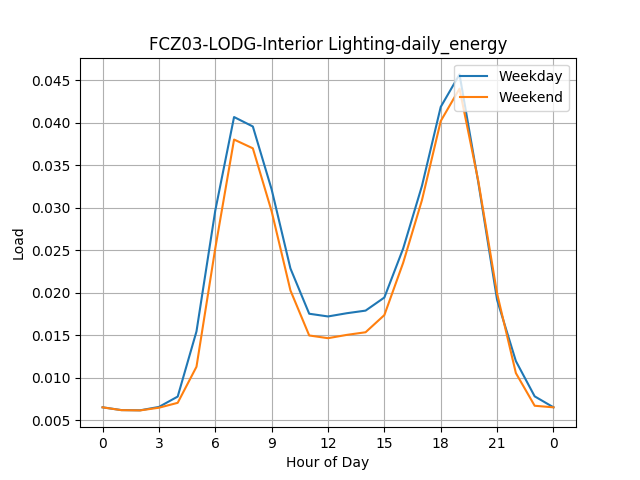 FCZ03-LODG-Interior Lighting-daily_energy
Weekday
Weekend
0.045
0.040
0.035
0.030
0.025
0.020
0.015
0.010
0.005
Load
0 3 6 9 12 15 18 21 0
Hour of Day